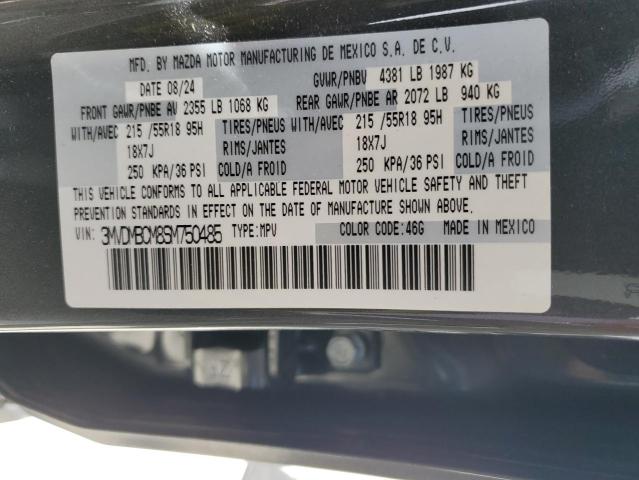 MFD. BY MAZDA MOTOR MANUFACTURING DE MEXICO S.A. DE C.V.
DATE 08/24 GVWR/PNBV 4381 LB 1987 KG
FRONT GAWR/PNBE AV 2355 LB 1068 KG REAR GAWR/PNBE AR 2072 LB 940 KG
WITH/AVEC 215 /55R18 95H TIRES/PNEUS WITH/AVEC 215 /55R18 95H TIRES/PNEUS
18X7J RIMS/JANTES 18X7J RIMS/JANTES
250 KPA/36 PSI COLD/A FROID 250 KPA/36 PSI COLD/A FROID
THIS VEHICLE CONFORMS TO ALL APPLICABLE FEDERAL MOTOR VEHICLE SAFETY AND THEFT
PREVENTION STANDARDS IN EFFECT ON THE DATE OF MANUFACTURE SHOWN ABOVE.
VIN: 3MVDMBCM8SM750485 TYPE:MPV COLOR CODE:46G MADE IN MEXICO